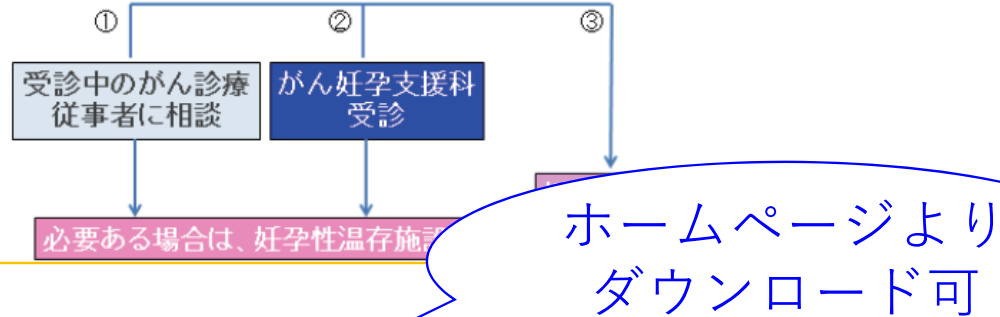 ① ② ③
受診中のがん診療
従事者に相談
がん妊孕支援科
受診
必要ある場合は、妊孕性温存施設
ホームページより
ダウンロード可